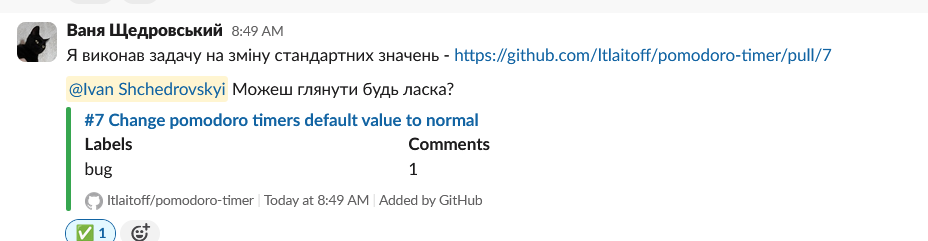 Ваня Щедровський 8:49 AM
Я виконав задачу на зміну стандартних значень - https://github.com/ltlaitoff/pomodoro-timer/pull/7
@Ivan Shchedrovskyi Можеш глянути будь ласка?
#7 Change pomodoro timers default value to normal
Labels Comments
bug 1
ltlaitoff/pomodoro-timer | Today at 8:49 AM | Added by GitHub
1